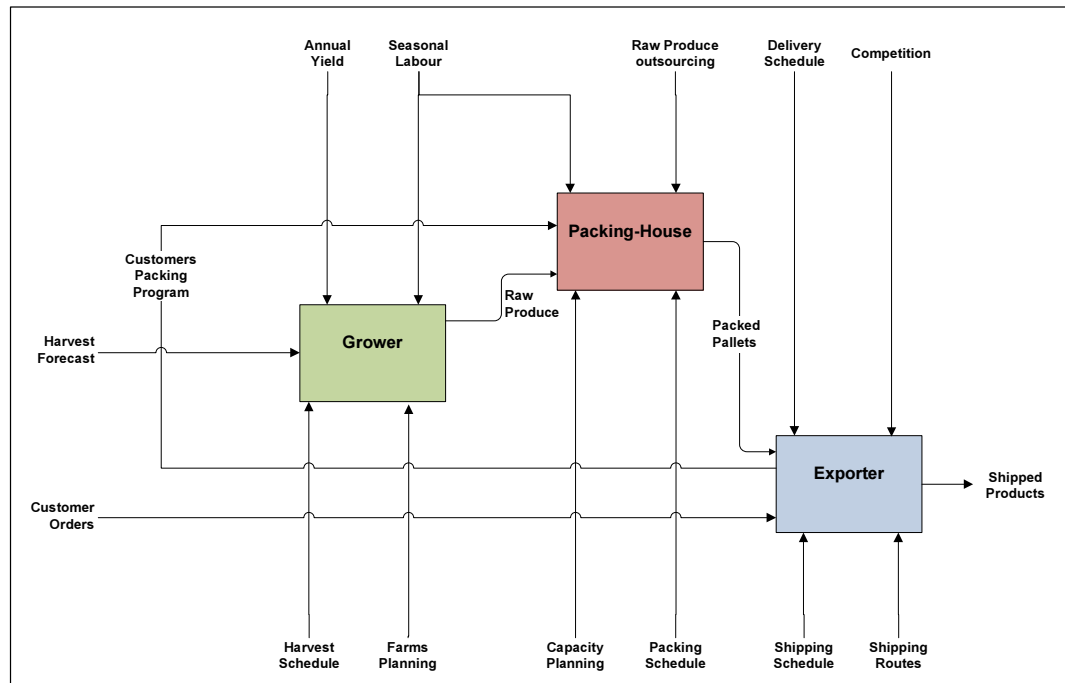 Annual
Yield
Seasonal
Labour
Raw Produce
outsourcing
Delivery
Schedule
Competition
Packing-House
Customers
Packing
Program
Raw
Produce
Grower
Harvest
Forecast
Packed
Pallets
Exporter
Shipped
Products
Customer
Orders
Harvest
Schedule
Farms
Planning
Capacity
Planning
Packing
Schedule
Shipping
Schedule
Shipping
Routes